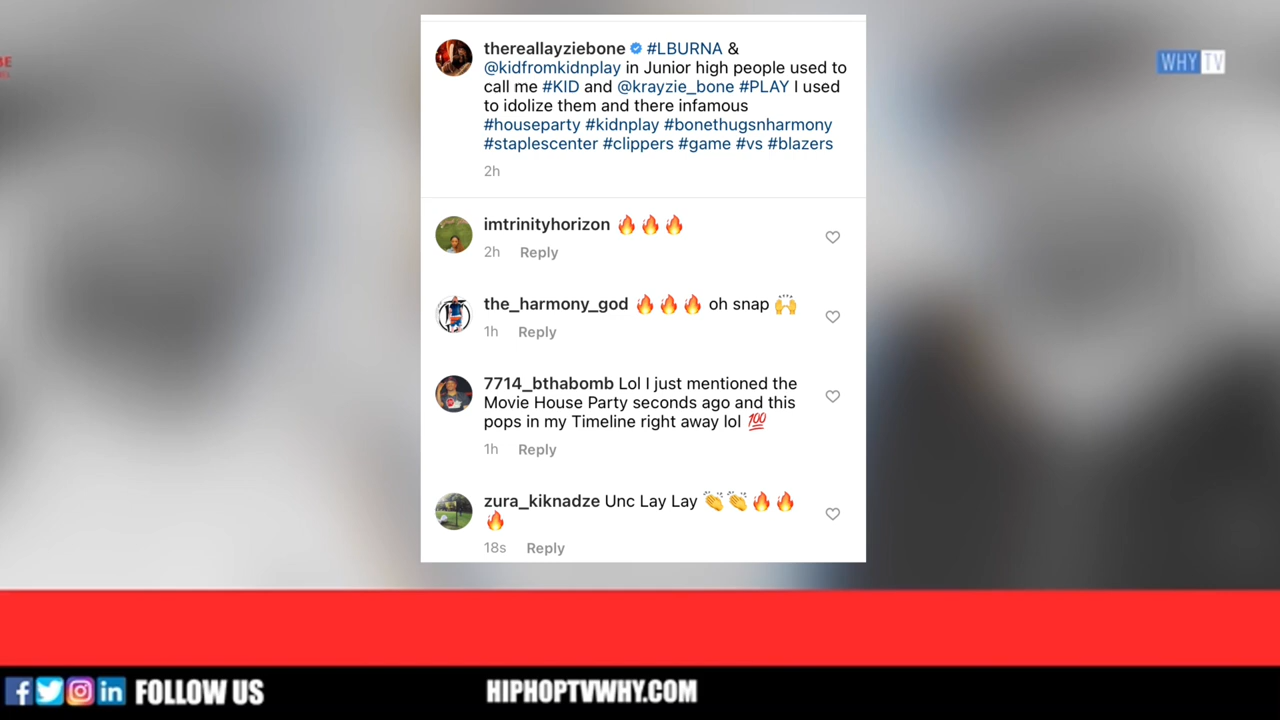 BE
WHY TV
thereallayziebone #LBURNA &
@kidfromkidnplay in Junior high people used to
call me #KID and @krayzie_bone #PLAY I used
to idolize them and there infamous
#houseparty #kidnplay #bonethugsnharmony
#staplescenter #clippers #game #vs #blazers
2h
imtrinityhorizon 🔥🔥🔥
2h Reply
the_harmony_god 🔥🔥🔥 oh snap 🙌
1h Reply
7714_bthabomb Lol I just mentioned the
Movie House Party seconds ago and this
pops in my Timeline right away lol 💯
1h Reply
zura_kiknadze Unc Lay Lay 👏👏🔥🔥
🔥
18s Reply
FOLLOW US
HIPHOPTVWHY.COM